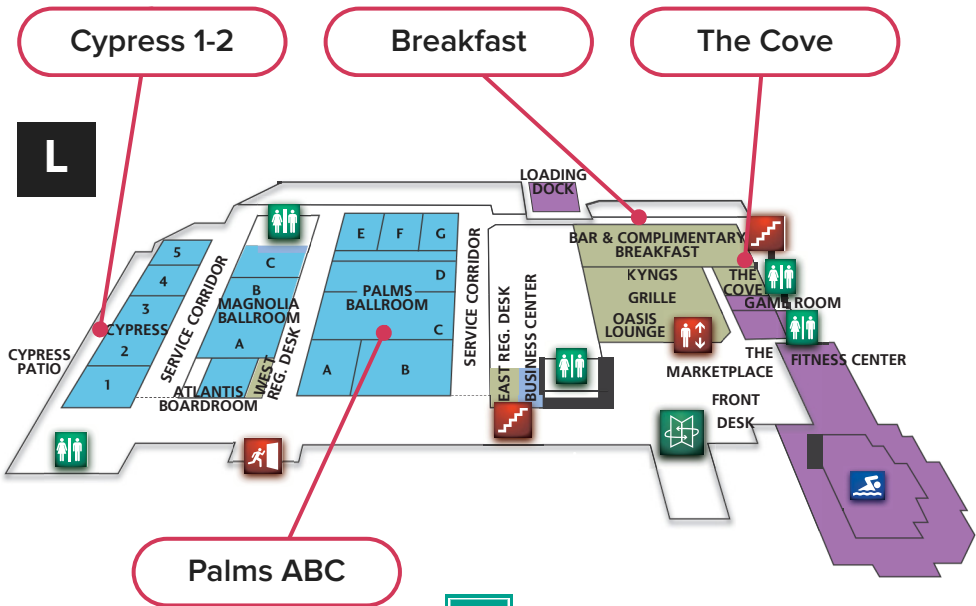 Cypress 1-2
Breakfast
The Cove
L
LOADING
DOCK
5
4
3
CYPRESS
2
1
CYPRESS
PATIO
SERVICE CORRIDOR
C
B
MAGNOLIA
BALLROOM
A
ATLANTIS
BOARDROOM
WEST
REG. DESK
E
F
G
D
PALMS
BALLROOM
C
A
B
SERVICE CORRIDOR
EAST REG. DESK
BUSINESS CENTER
BAR & COMPLIMENTARY
BREAKFAST
KYNGS
GRILLE
OASIS
LOUNGE
THE
COVE
GAME ROOM
THE
MARKETPLACE
FITNESS CENTER
FRONT
DESK
Palms ABC